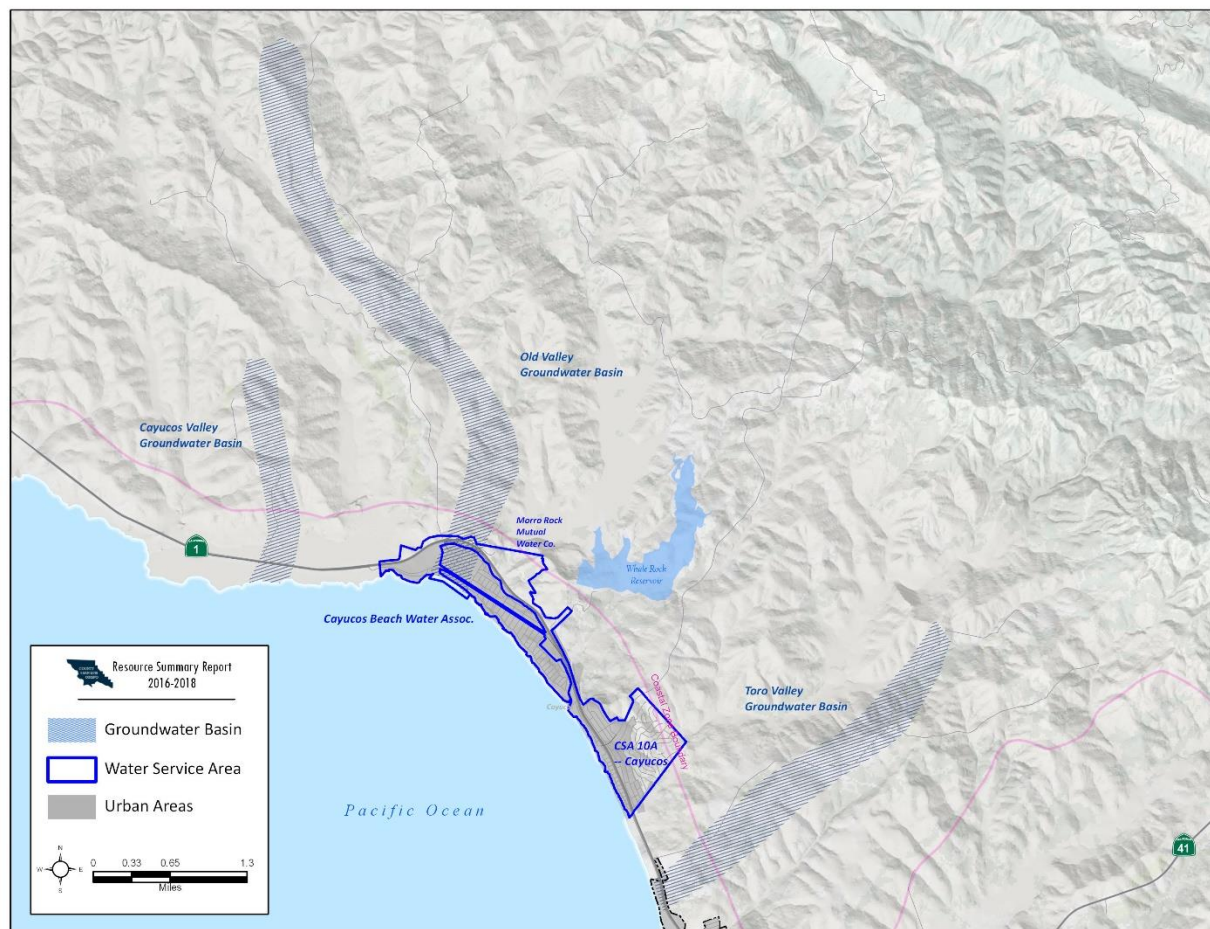 Old Valley
Groundwater Basin
Cayucos Valley
Groundwater Basin
Morro Rock
Mutual
Water Co.
1
Whale Rock
Reservoir
Cayucos Beach Water Assoc.
Toro Valley
Groundwater Basin
Coastal Zone Boundary
CSA 10A
-- Cayucos
Pacific Ocean
41
Resource Summary Report
2016-2018
Groundwater Basin
Water Service Area
Urban Areas
N
W
E
S
0
0.33
0.65
1.3
Miles